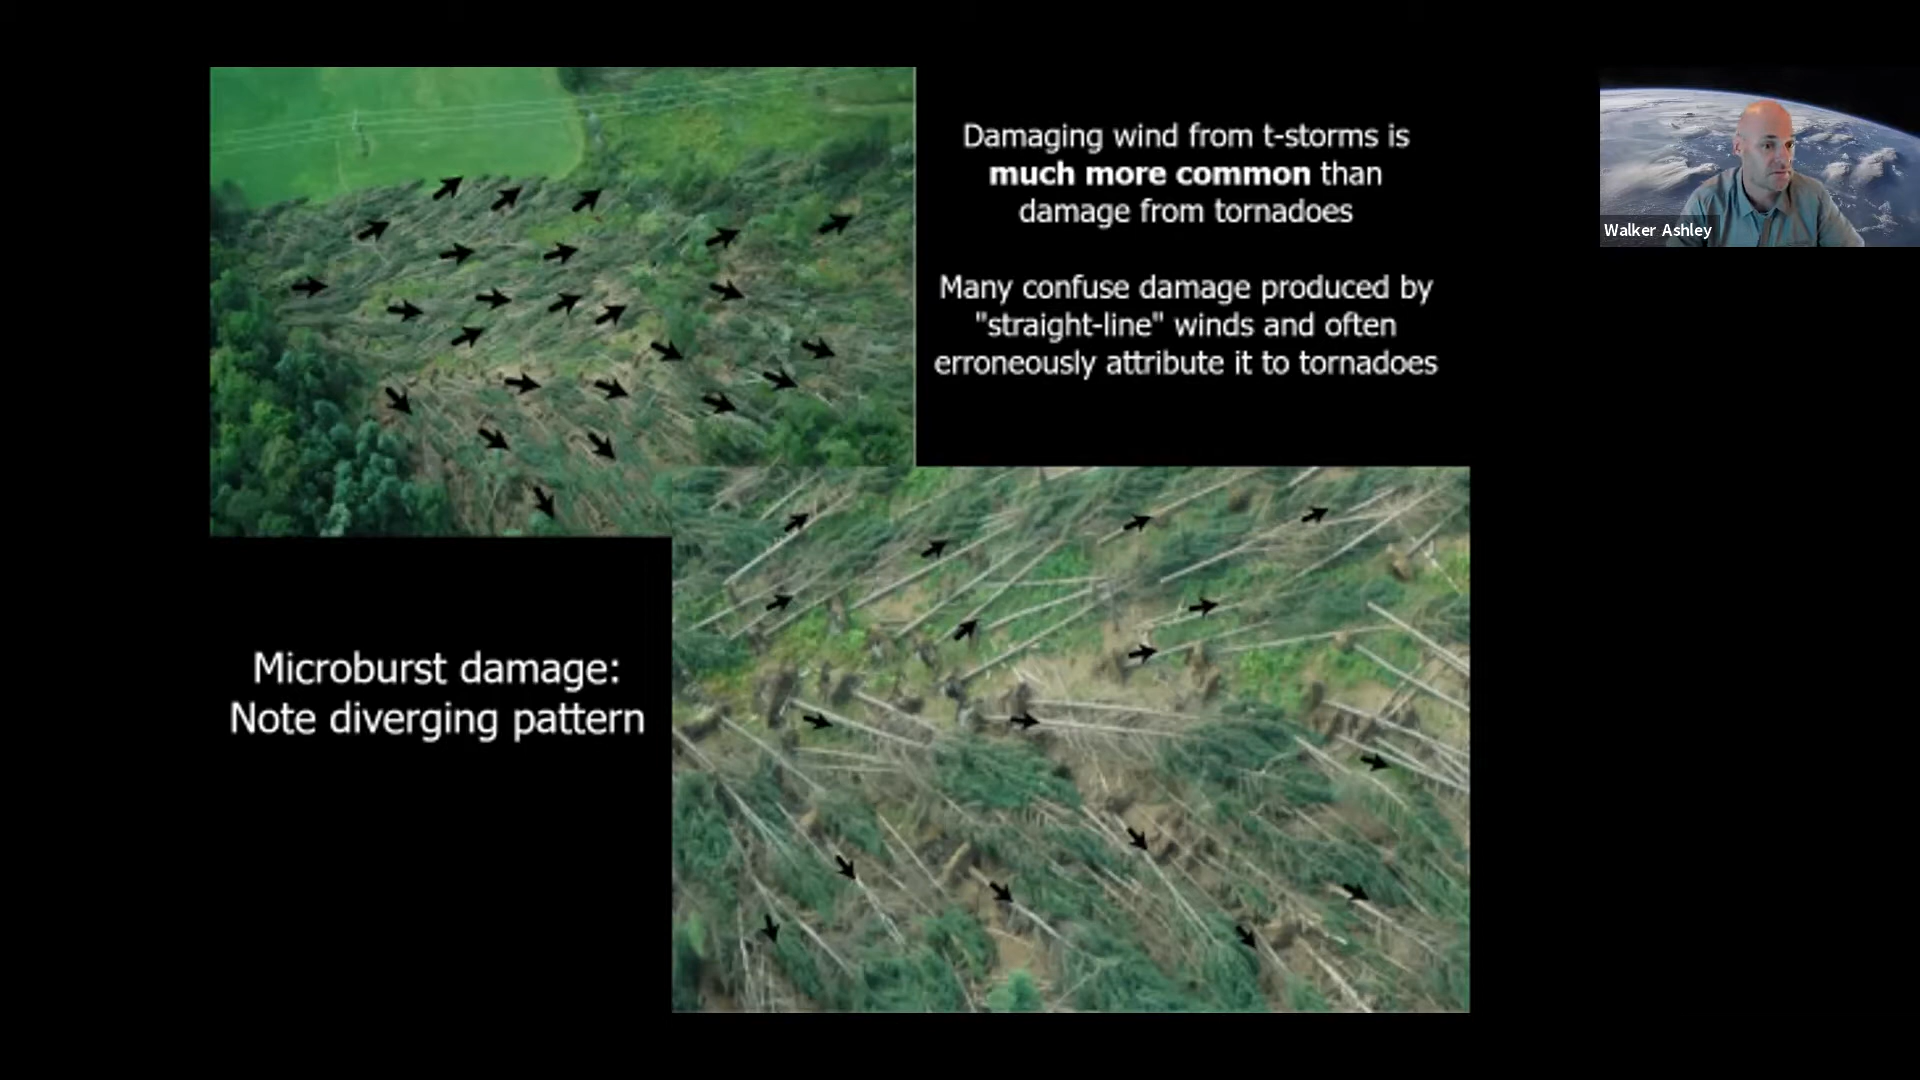 Damaging wind from t-storms is
much more common than
damage from tornadoes
Many confuse damage produced by
"straight-line" winds and often
erroneously attribute it to tornadoes
Walker Ashley
Microburst damage:
Note diverging pattern